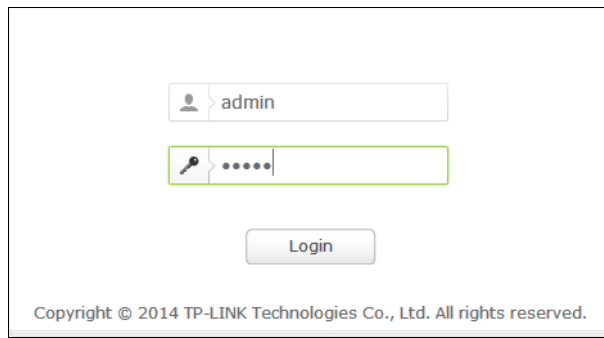 admin
•••••
Login
Copyright © 2014 TP-LINK Technologies Co., Ltd. All rights reserved.